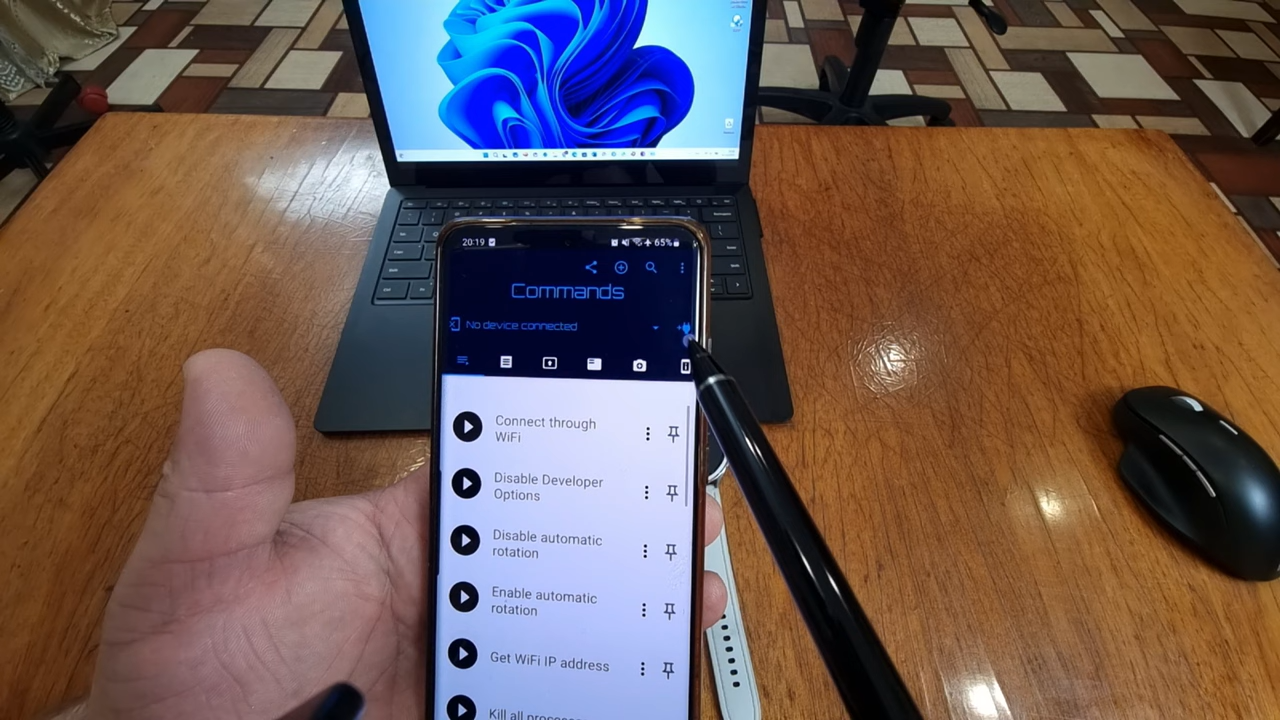 20:19
65%
Commands
No device connected
Connect through
WiFi
Disable Developer
Options
Disable automatic
rotation
Enable automatic
rotation
Get WiFi IP address
Kill all